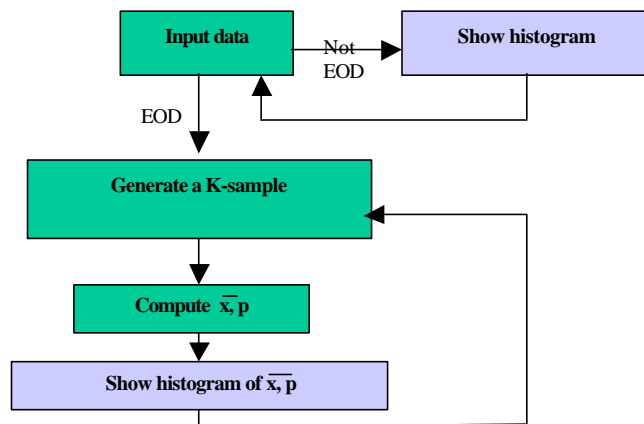 Input data
Not
EOD
Show histogram
EOD
Generate a K-sample
Compute x̅, p
Show histogram of x̅, p̅